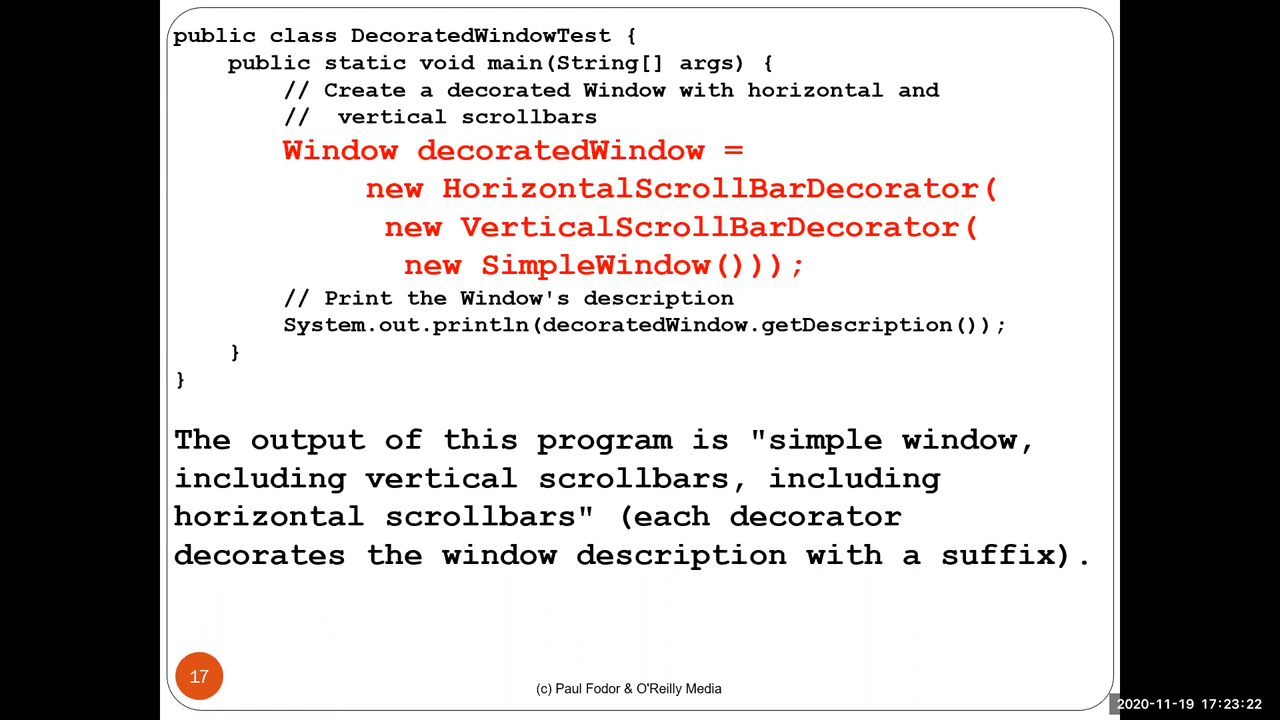 public class DecoratedWindowTest {
    public static void main(String[] args) {
        // Create a decorated Window with horizontal and
        //  vertical scrollbars
        Window decoratedWindow =
            new HorizontalScrollBarDecorator(
             new VerticalScrollBarDecorator(
              new SimpleWindow()));
        // Print the Window's description
        System.out.println(decoratedWindow.getDescription());
    }
}
The output of this program is "simple window,
including vertical scrollbars, including
horizontal scrollbars" (each decorator
decorates the window description with a suffix).
17
(c) Paul Fodor & O'Reilly Media
2020-11-19 17:23:22